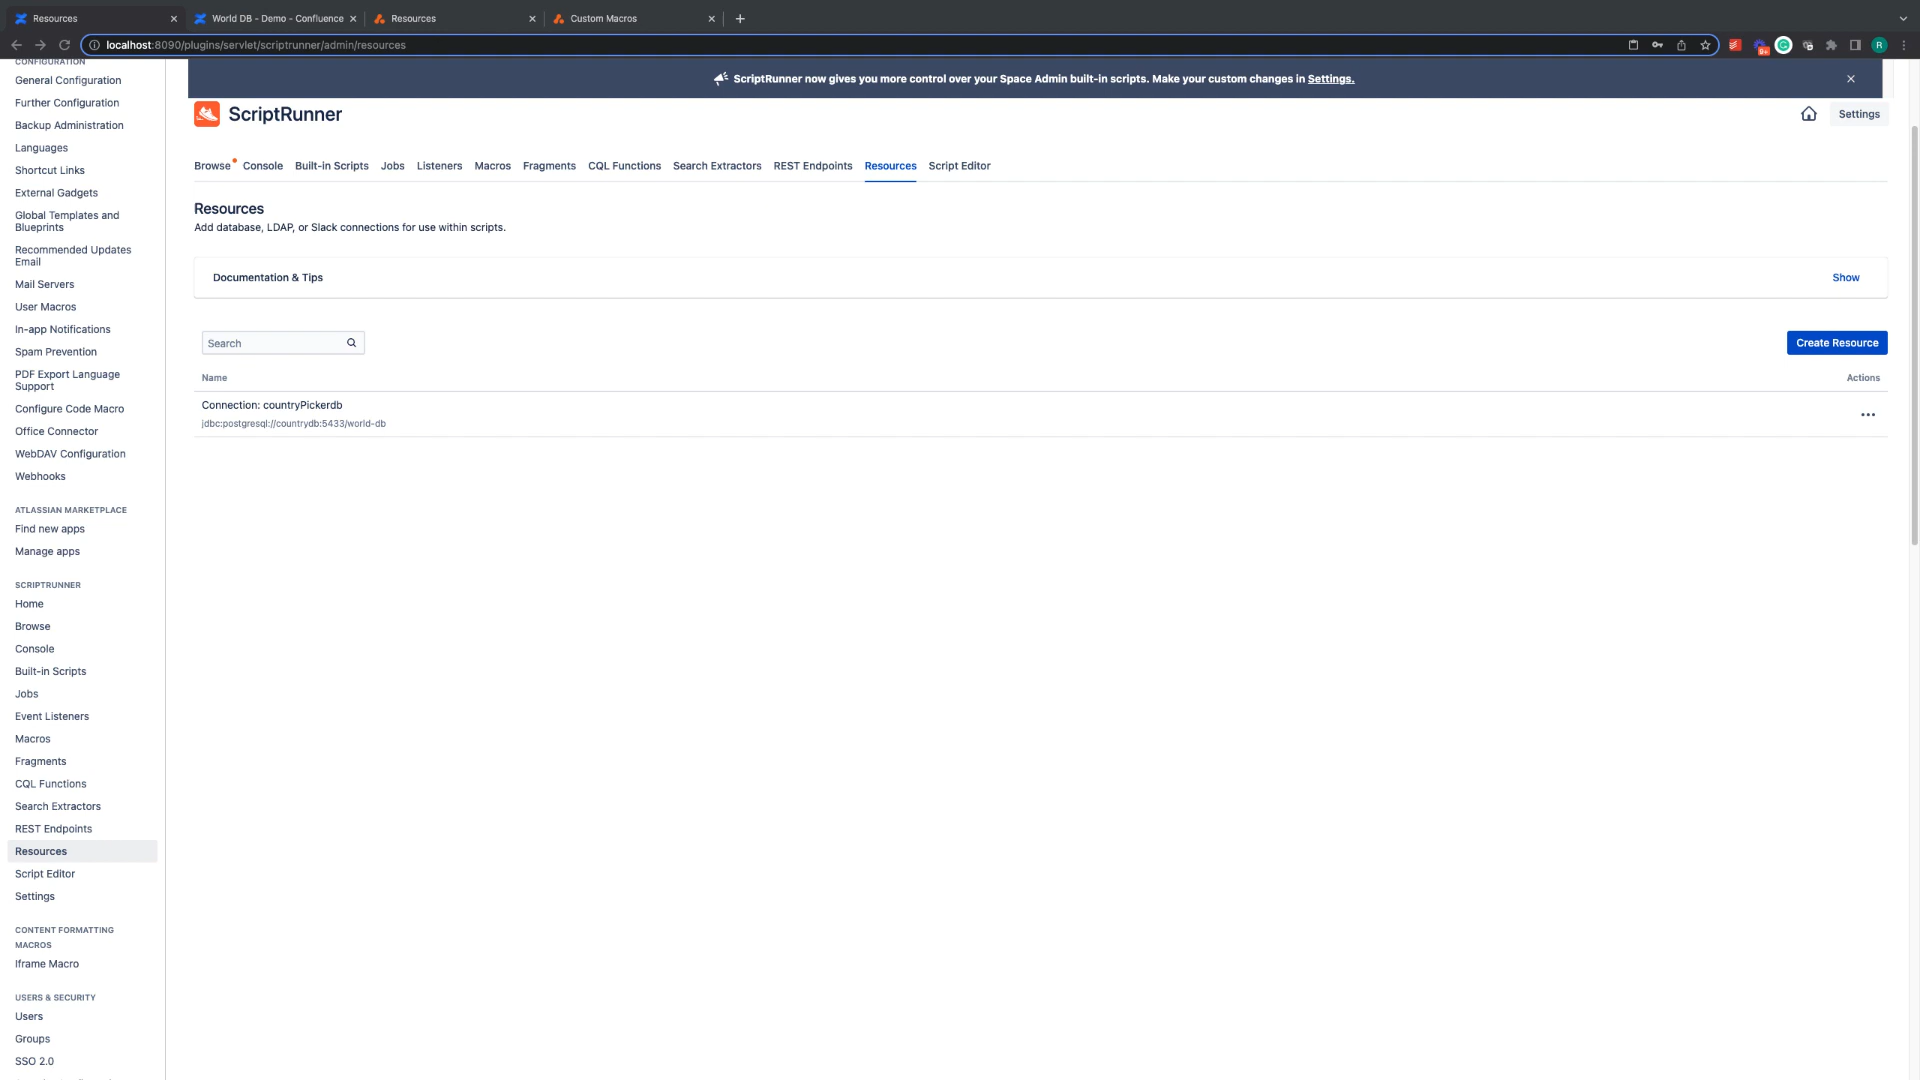 Resources
World DB - Demo - Confluence
Resources
Custom Macros
localhost:8090/plugins/servlet/scriptrunner/admin/resources
9+
R
CONFIGURATION
General Configuration
Further Configuration
Backup Administration
Languages
Shortcut Links
External Gadgets
Global Templates and
Blueprints
Recommended Updates
Email
Mail Servers
User Macros
In-app Notifications
Spam Prevention
PDF Export Language
Support
Configure Code Macro
Office Connector
WebDAV Configuration
Webhooks
ATLASSIAN MARKETPLACE
Find new apps
Manage apps
SCRIPTRUNNER
Home
Browse
Console
Built-in Scripts
Jobs
Event Listeners
Macros
Fragments
CQL Functions
Search Extractors
REST Endpoints
Resources
Script Editor
Settings
CONTENT FORMATTING
MACROS
Iframe Macro
USERS & SECURITY
Users
Groups
SSO 2.0
ScriptRunner now gives you more control over your Space Admin built-in scripts. Make your custom changes in Settings.
ScriptRunner
Settings
Browse Console Built-in Scripts Jobs Listeners Macros Fragments CQL Functions Search Extractors REST Endpoints Resources Script Editor
Resources
Add database, LDAP, or Slack connections for use within scripts.
Documentation & Tips
Show
Search
Create Resource
Name
Actions
Connection: countryPickerdb
jdbc:postgresql://countrydb:5433/world-db